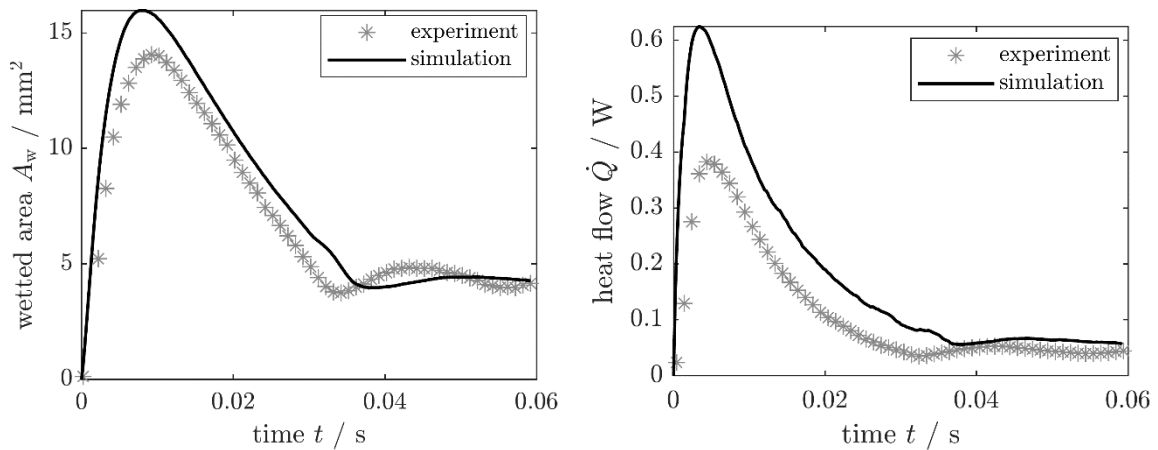 wetted area A_w / mm²
15
10
5
0
0
0.02
0.04
0.06
time t / s
experiment
simulation
heat flow Q̇ / W
0.6
0.5
0.4
0.3
0.2
0.1
0
0
0.02
0.04
0.06
time t / s
experiment
simulation